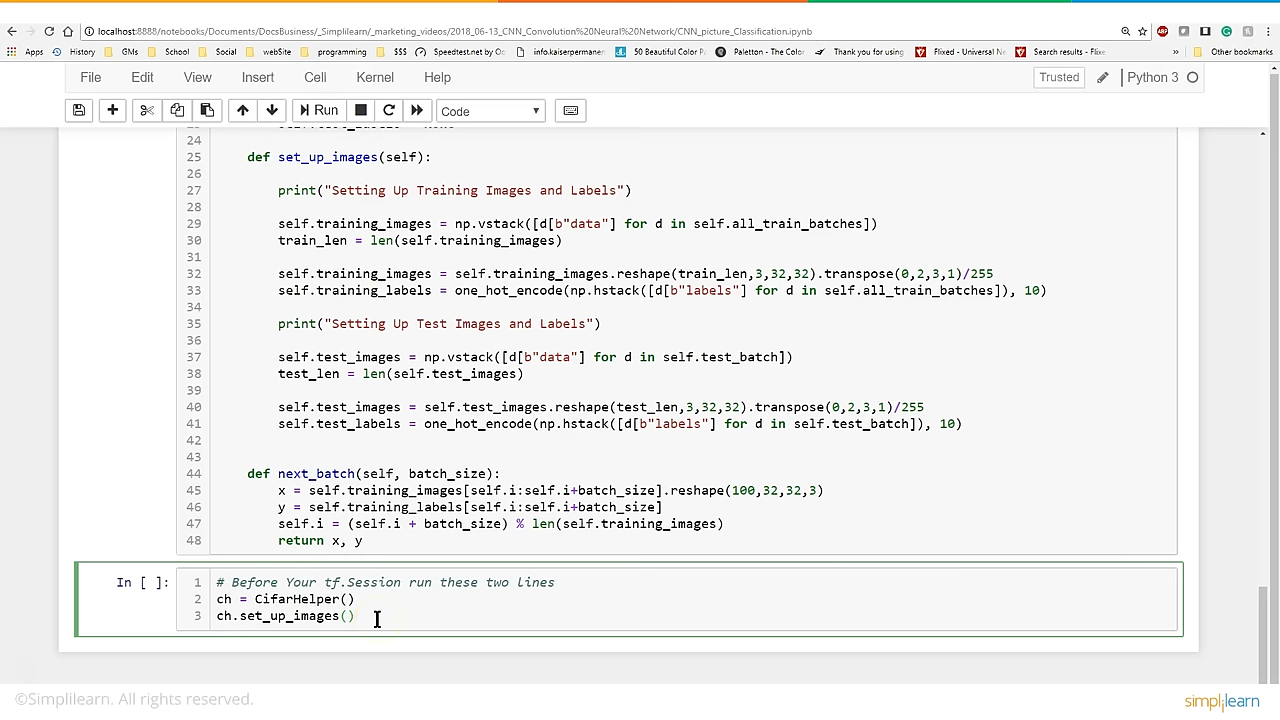 localhost:8888/notebooks/Documents/DocsBusiness/_Simplilearn/_marketing_videos/2018_06-13_CNN_Convolution%20Neural%20Network/CNN_picture_Classification.ipynb
Apps History GMs School Social webSite programming $$$ Speedtest.net by Oo info.kaiserperman 50 Beautiful Color P Paletton - The Color Thank you for using Flixed - Universal Ne Search results - Flixe » Other bookmarks
File Edit View Insert Cell Kernel Help Trusted Python 3
Run Code
24
25 def set_up_images(self):
26
27 print("Setting Up Training Images and Labels")
28
29 self.training_images = np.vstack([d[b"data"] for d in self.all_train_batches])
30 train_len = len(self.training_images)
31
32 self.training_images = self.training_images.reshape(train_len,3,32,32).transpose(0,2,3,1)/255
33 self.training_labels = one_hot_encode(np.hstack([d[b"labels"] for d in self.all_train_batches]), 10)
34
35 print("Setting Up Test Images and Labels")
36
37 self.test_images = np.vstack([d[b"data"] for d in self.test_batch])
38 test_len = len(self.test_images)
39
40 self.test_images = self.test_images.reshape(test_len,3,32,32).transpose(0,2,3,1)/255
41 self.test_labels = one_hot_encode(np.hstack([d[b"labels"] for d in self.test_batch]), 10)
42
43
44 def next_batch(self, batch_size):
45 x = self.training_images[self.i:self.i+batch_size].reshape(100,32,32,3)
46 y = self.training_labels[self.i:self.i+batch_size]
47 self.i = (self.i + batch_size) % len(self.training_images)
48 return x, y
In [ ]: 1 # Before Your tf.Session run these two lines
2 ch = CifarHelper()
3 ch.set_up_images()
©Simplilearn. All rights reserved. simplilearn